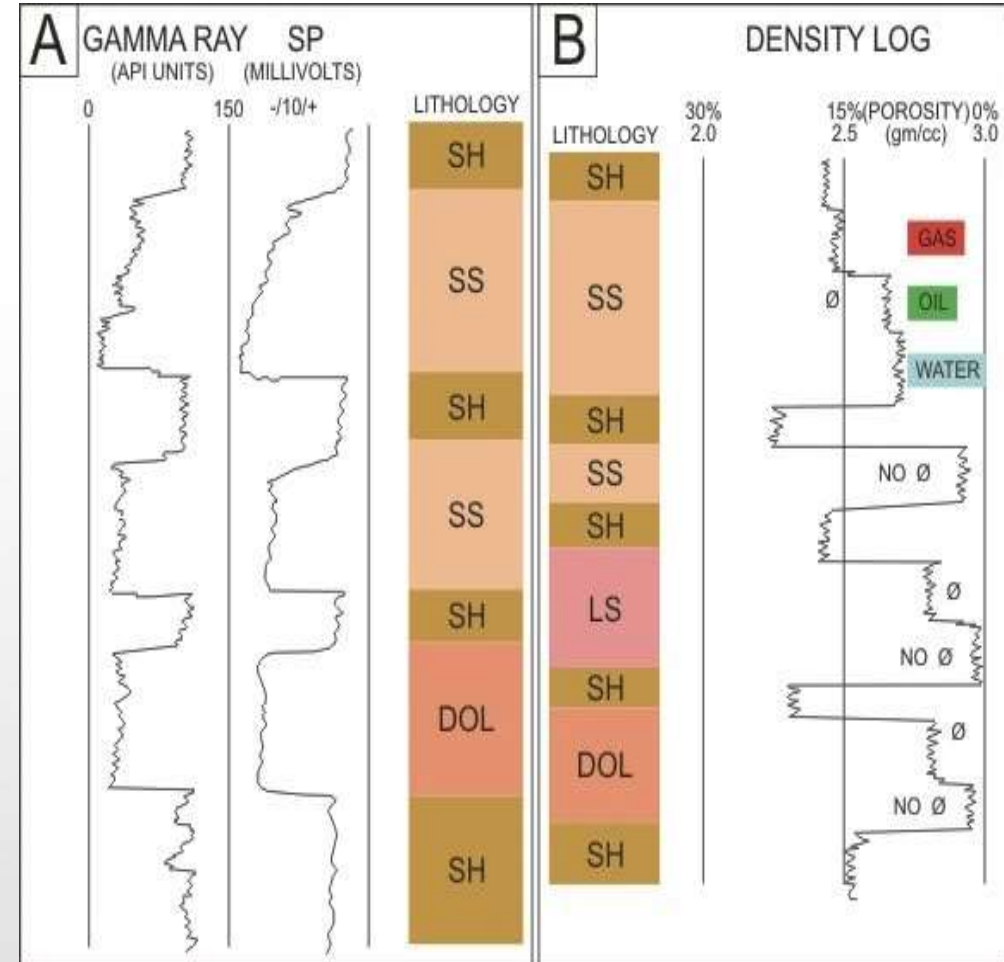 A
GAMMA RAY SP
(API UNITS) (MILLIVOLTS)
0 150 -/10/+
LITHOLOGY
SH
SS
SH
SS
SH
DOL
SH
B
DENSITY LOG
LITHOLOGY
30% 15%(POROSITY)0%
2.0 2.5 (gm/cc) 3.0
SH
SS
SH
SS
SH
LS
SH
DOL
SH
GAS
Ø OIL
WATER
NO Ø
Ø
NO Ø
Ø
NO Ø